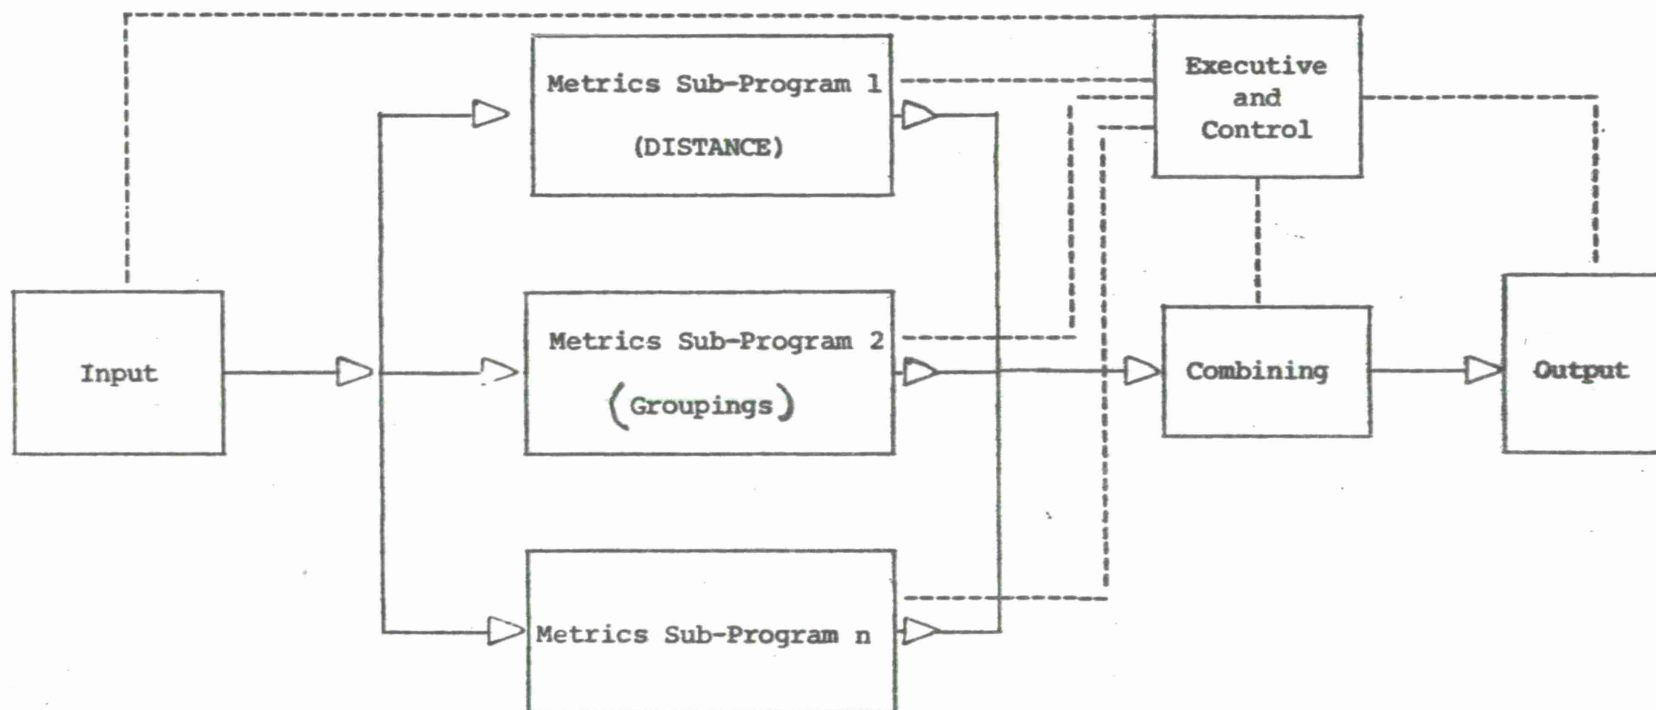 Metrics Sub-Program 1
(DISTANCE)
Executive
and
Control
Input
Metrics Sub-Program 2
(Groupings)
Combining
Output
Metrics Sub-Program n